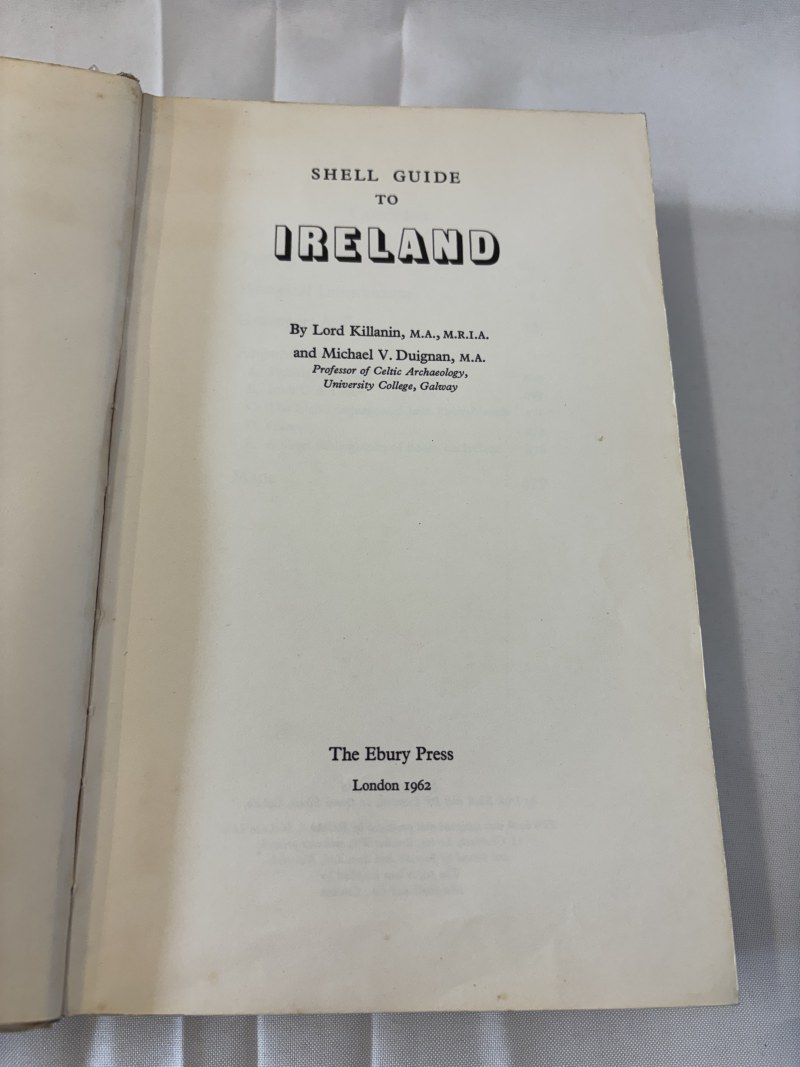 SHELL GUIDE
TO
IRELAND
By Lord Killanin, M.A., M.R.I.A.
and Michael V. Duignan, M.A.
Professor of Celtic Archaeology,
University College, Galway
The Ebury Press
London 1962